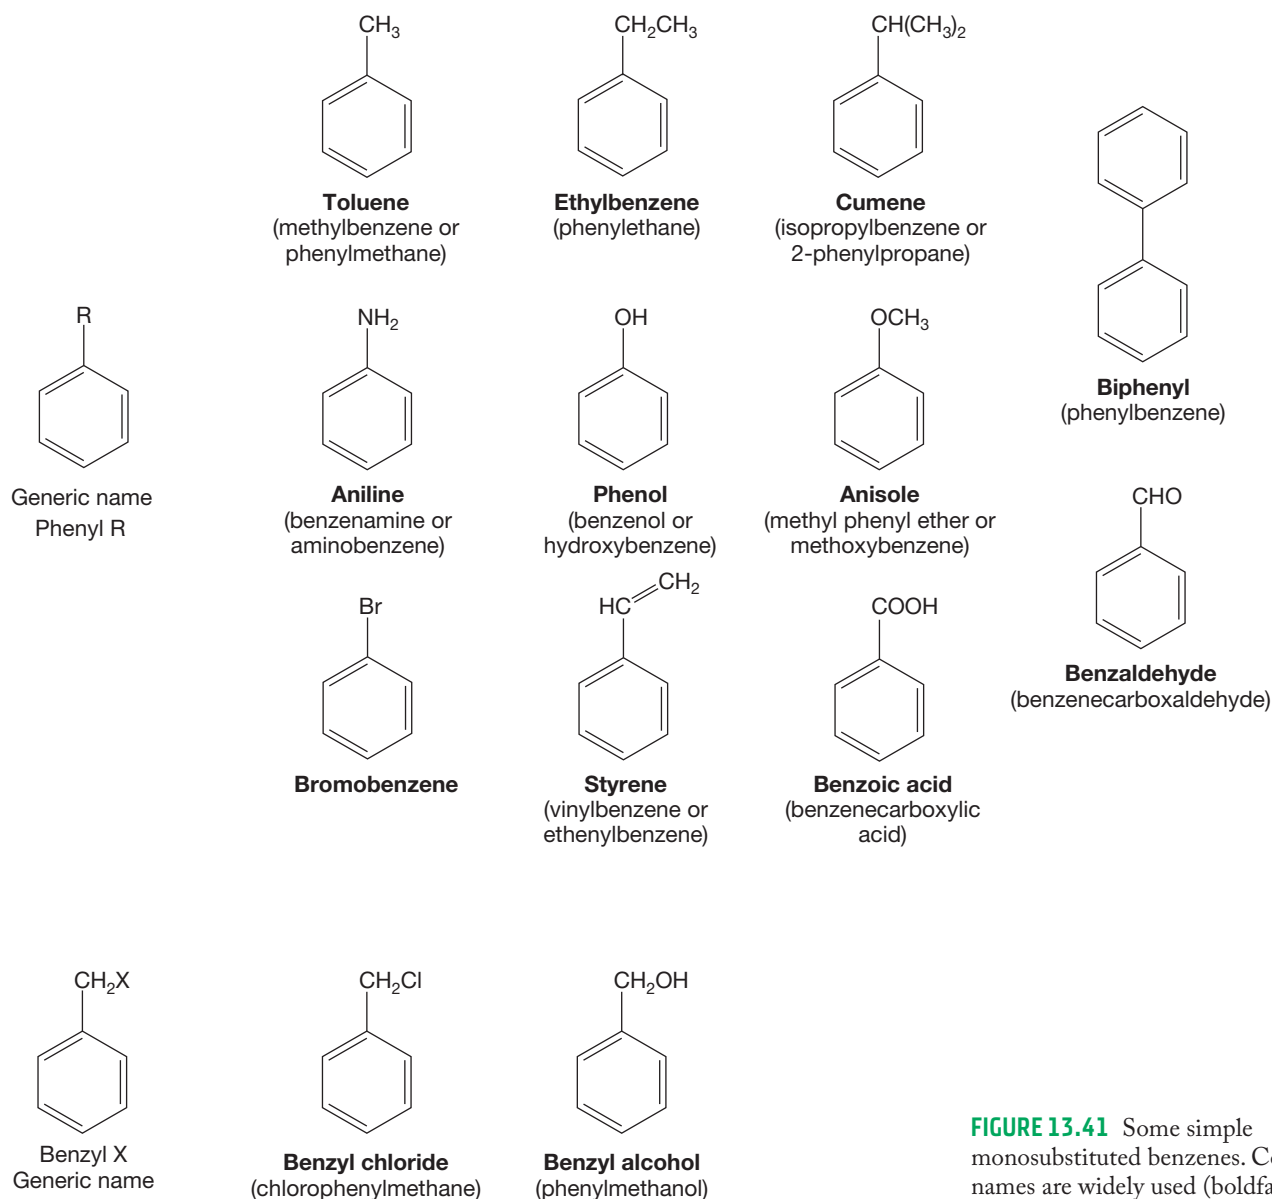 CH₃
Toluene
(methylbenzene or
phenylmethane)
CH₂CH₃
Ethylbenzene
(phenylethane)
CH(CH₃)₂
Cumene
(isopropylbenzene or
2-phenylpropane)
Biphenyl
(phenylbenzene)
R
Generic name
Phenyl R
NH₂
Aniline
(benzenamine or
aminobenzene)
OH
Phenol
(benzenol or
hydroxybenzene)
OCH₃
Anisole
(methyl phenyl ether or
methoxybenzene)
CHO
Benzaldehyde
(benzenecarboxaldehyde)
Br
Bromobenzene
HC CH₂
Styrene
(vinylbenzene or
ethenylbenzene)
COOH
Benzoic acid
(benzenecarboxylic
acid)
CH₂X
Benzyl X
Generic name
CH₂Cl
Benzyl chloride
(chlorophenylmethane)
CH₂OH
Benzyl alcohol
(phenylmethanol)
FIGURE 13.41 Some simple
monosubstituted benzenes.
names are widely used